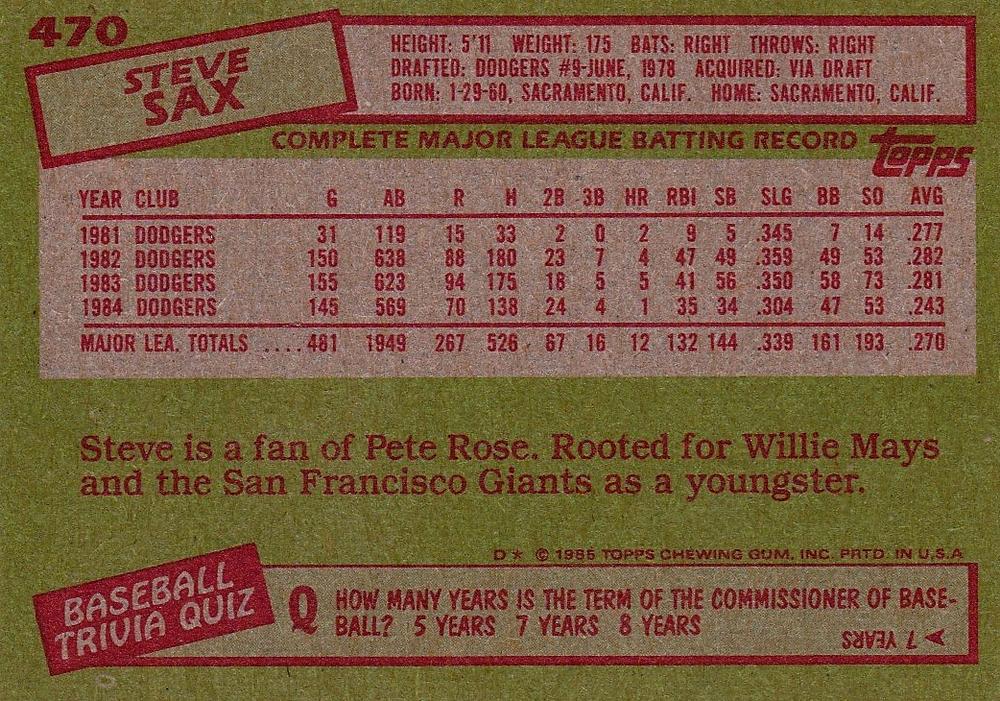 470
STEVE
SAX
HEIGHT: 5'11 WEIGHT: 175 BATS: RIGHT THROWS: RIGHT
DRAFTED: DODGERS #9-JUNE, 1978 ACQUIRED: VIA DRAFT
BORN: 1-29-60, SACRAMENTO, CALIF. HOME: SACRAMENTO, CALIF.
COMPLETE MAJOR LEAGUE BATTING RECORD
topps
YEAR CLUB G AB R H 2B 3B HR RBI SB SLG BB SO AVG
1981 DODGERS 31 119 15 33 2 0 2 9 5 .345 7 14 .277
1982 DODGERS 150 638 88 180 23 7 4 47 49 .359 49 53 .282
1983 DODGERS 155 623 94 175 18 5 5 41 56 .350 58 73 .281
1984 DODGERS 145 569 70 138 24 4 1 35 34 .304 47 53 .243
MAJOR LEA. TOTALS ....481 1949 267 526 67 16 12 132 144 .339 161 193 .270
Steve is a fan of Pete Rose. Rooted for Willie Mays
and the San Francisco Giants as a youngster.
D* © 1985 TOPPS CHEWING GUM, INC. PRTD. IN U.S.A
BASEBALL
TRIVIA QUIZ
Q HOW MANY YEARS IS THE TERM OF THE COMMISSIONER OF BASE-
BALL? 5 YEARS 7 YEARS 8 YEARS
7 YEARS